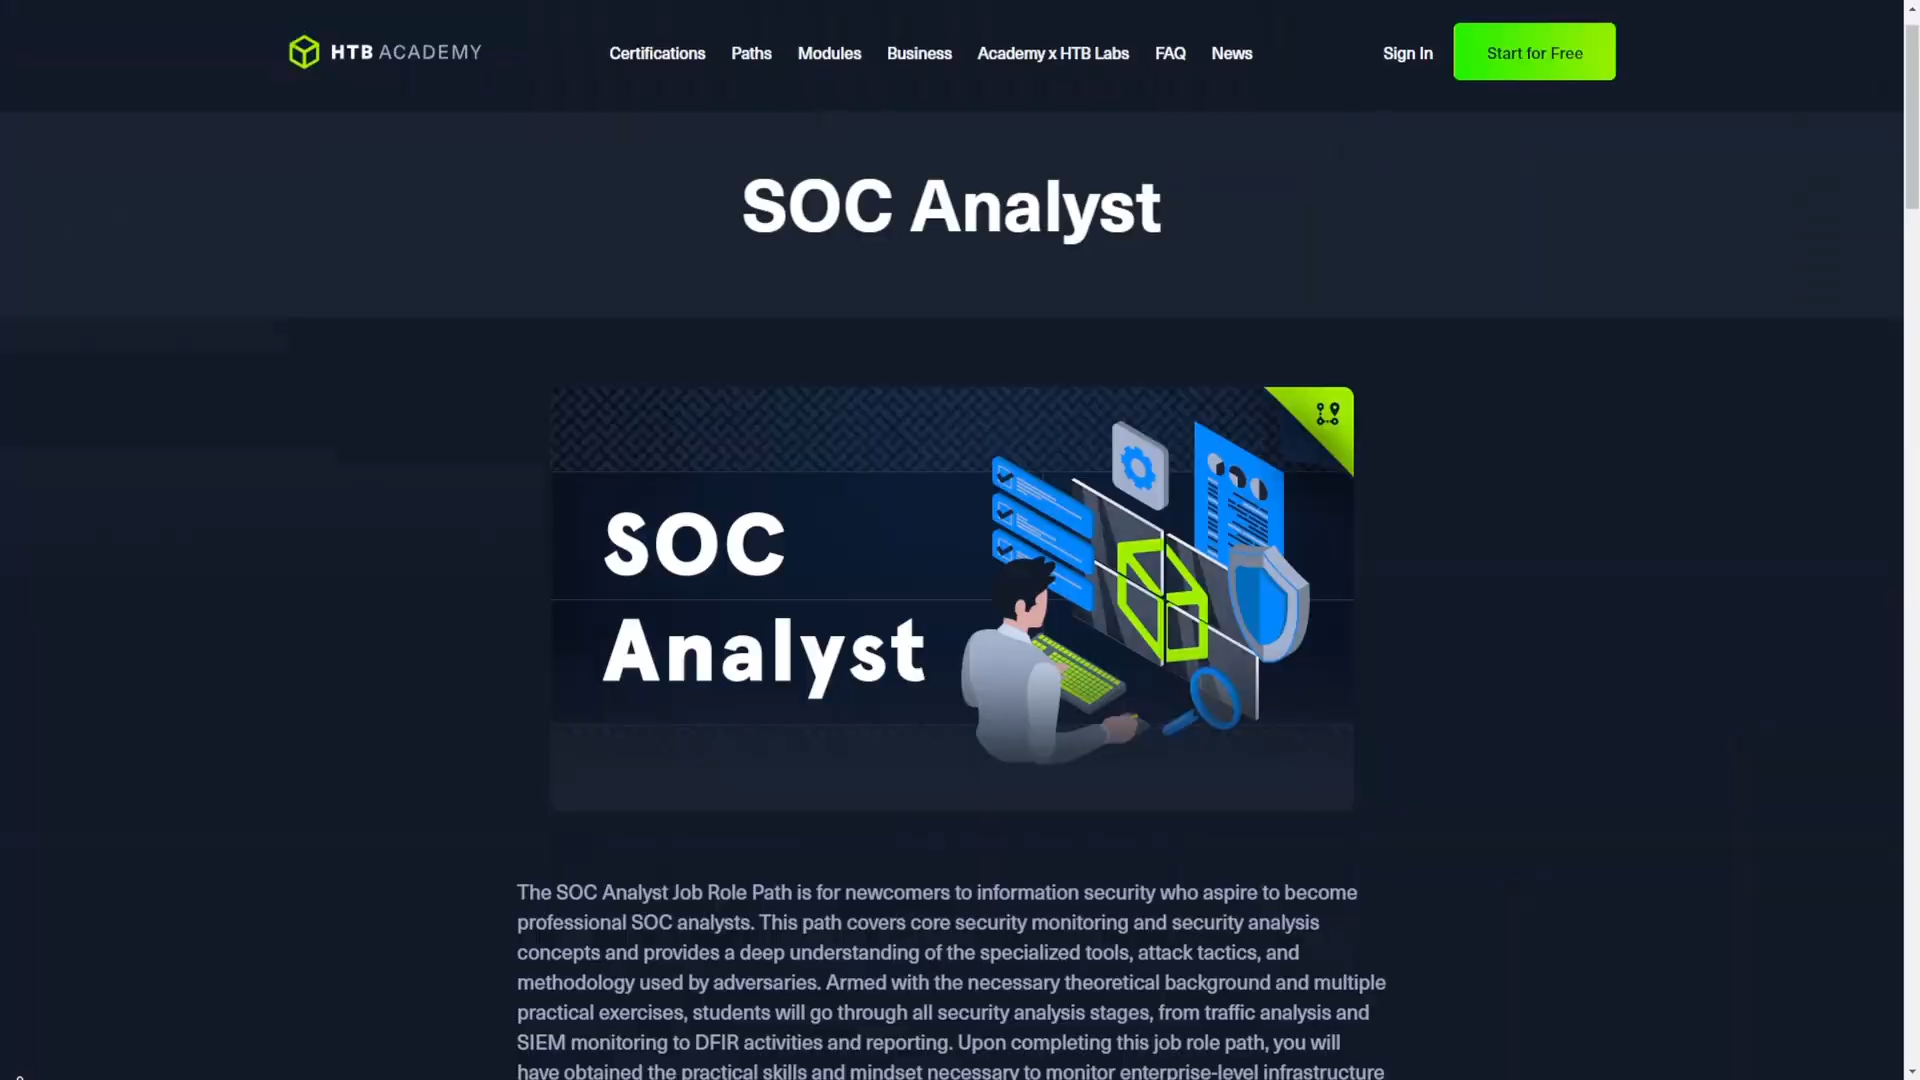 HTB ACADEMY
Certifications Paths Modules Business Academy x HTB Labs FAQ News
Sign In Start for Free
SOC Analyst
SOC
Analyst
The SOC Analyst Job Role Path is for newcomers to information security who aspire to become
professional SOC analysts. This path covers core security monitoring and security analysis
concepts and provides a deep understanding of the specialized tools, attack tactics, and
methodology used by adversaries. Armed with the necessary theoretical background and multiple
practical exercises, students will go through all security analysis stages, from traffic analysis and
SIEM monitoring to DFIR activities and reporting. Upon completing this job role path, you will
have obtained the practical skills and mindset necessary to monitor enterprise-level infrastructure